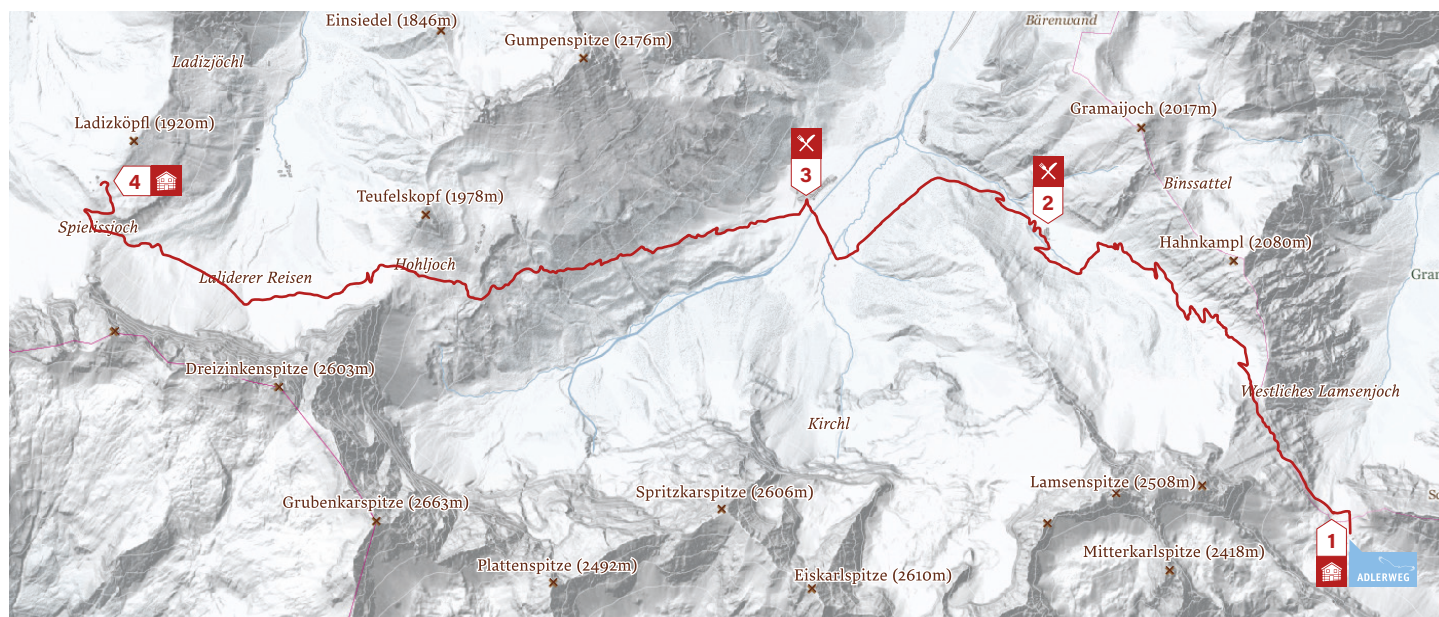 Einsiedel (1846m)
Bärenwand
Gumpenspitze (2176m)
Ladizjöchl
Gramaijoch (2017m)
Ladizköpfl (1920m)
3
4
Teufelskopf (1978m)
Binssattel
2
Spielissjoch
Hahnkampl (2080m)
Hohljoch
Laliderer Reisen
Gran
Dreizinkenspitze (2603m)
Westliches Lamsenjoch
Kirchl
Lamsenspitze (2508m)
Spritzkarspitze (2606m)
Grubenkarspitze (2663m)
1
Mitterkarlspitze (2418m)
Plattenspitze (2492m)
Eiskarlspitze (2610m)
ADLERWEG